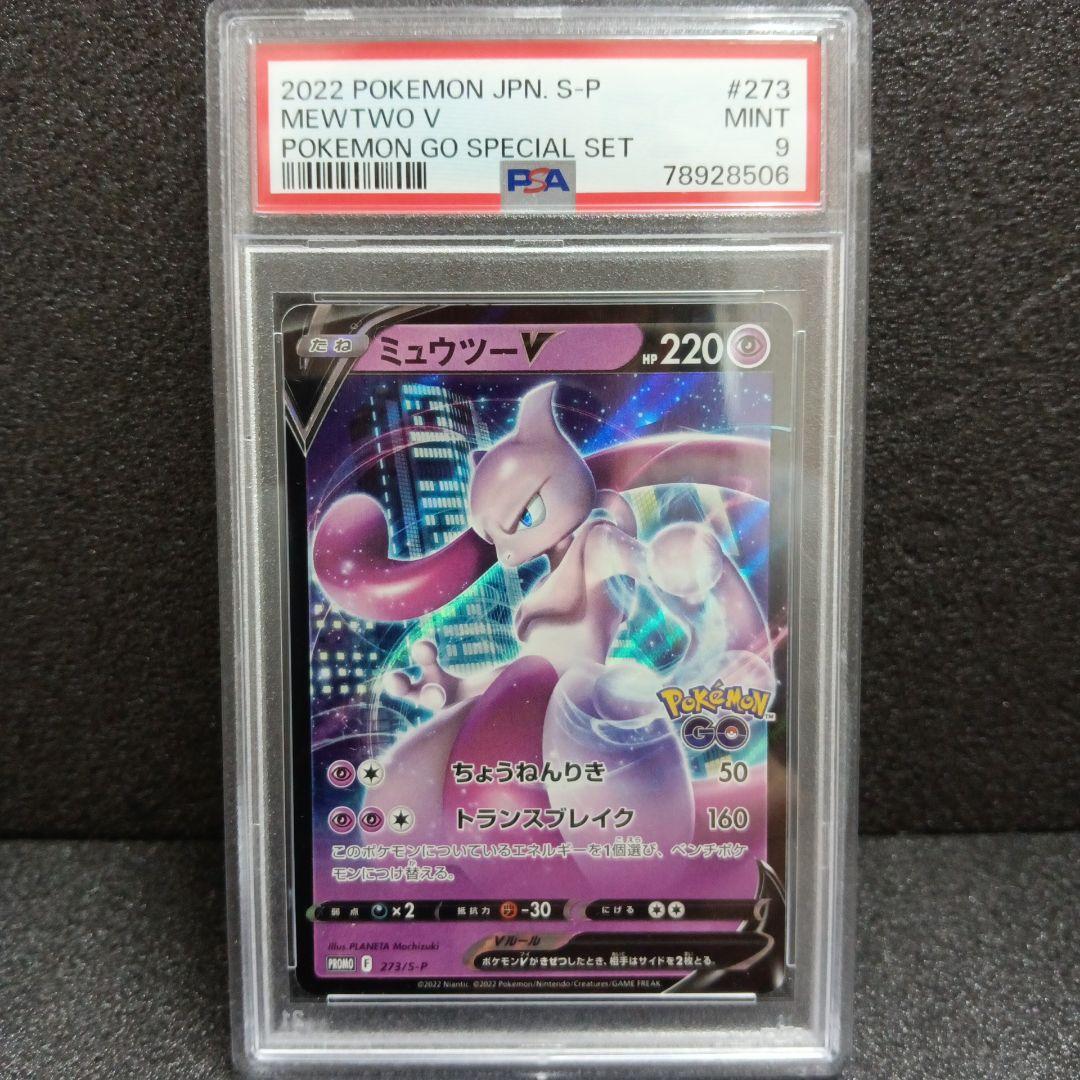 2022 POKEMON JPN. S-P #273
MEWTWO V MINT
POKEMON GO SPECIAL SET 9
PSA 78928506
たね ミュウツーV HP 220
Pokémon
GO
ちょうねんりき 50
トランスブレイク 160
このポケモンについているエネルギーを1個選び、ベンチポケ
モンにつけ替える。
弱点 ×2 抵抗力 -30 にげる
Illus. PLANETA Mochizuki
Vルール
ポケモンVがきぜつしたとき、相手はサイドを2枚とる。
PROMO F 273/S-P
©2022 Niantic ©2022 Pokémon/Nintendo/Creatures/GAME FREAK